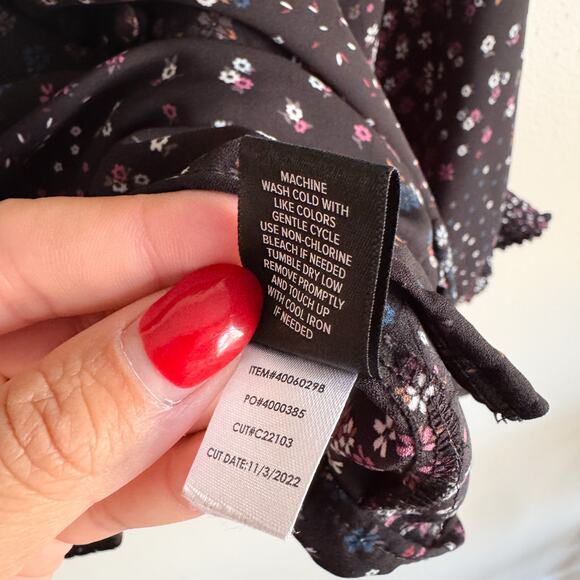 MACHINE
WASH COLD WITH
LIKE COLORS
GENTLE CYCLE
USE NON-CHLORINE
BLEACH IF NEEDED
TUMBLE DRY LOW
REMOVE PROMPTLY
AND TOUCH UP
WITH COOL IRON
IF NEEDED
ITEM#40060298
PO#4000385
CUT#C22103
CUT DATE:11/3/2022